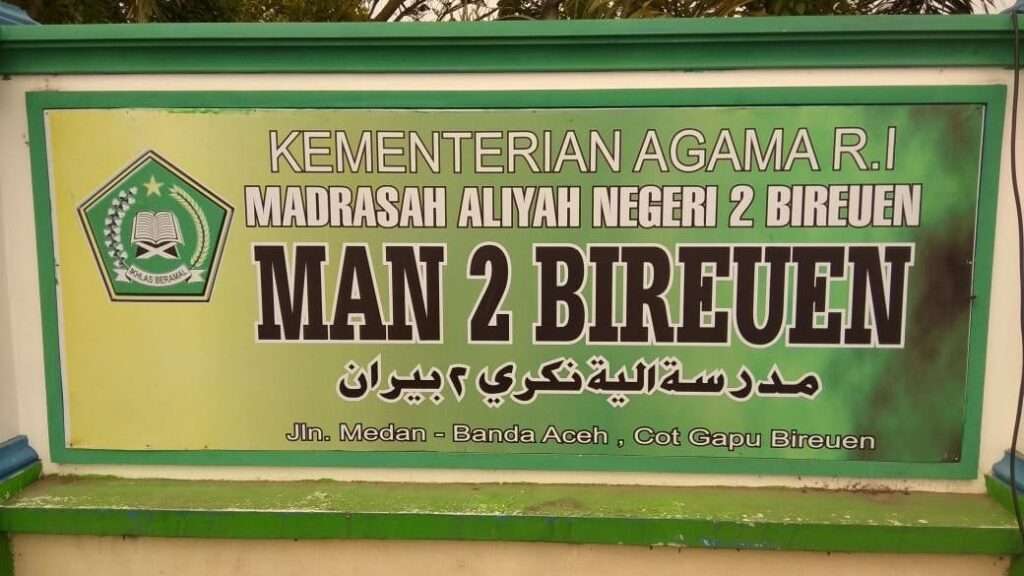 KEMENTERIAN AGAMA R.I
MADRASAH ALIYAH NEGERI 2 BIREUEN
MAN 2 BIREUEN
مدرسة الية نكري ٢ بيران
Jln. Medan - Banda Aceh , Cot Gapu Bireuen
IKHLAS BERAMAL